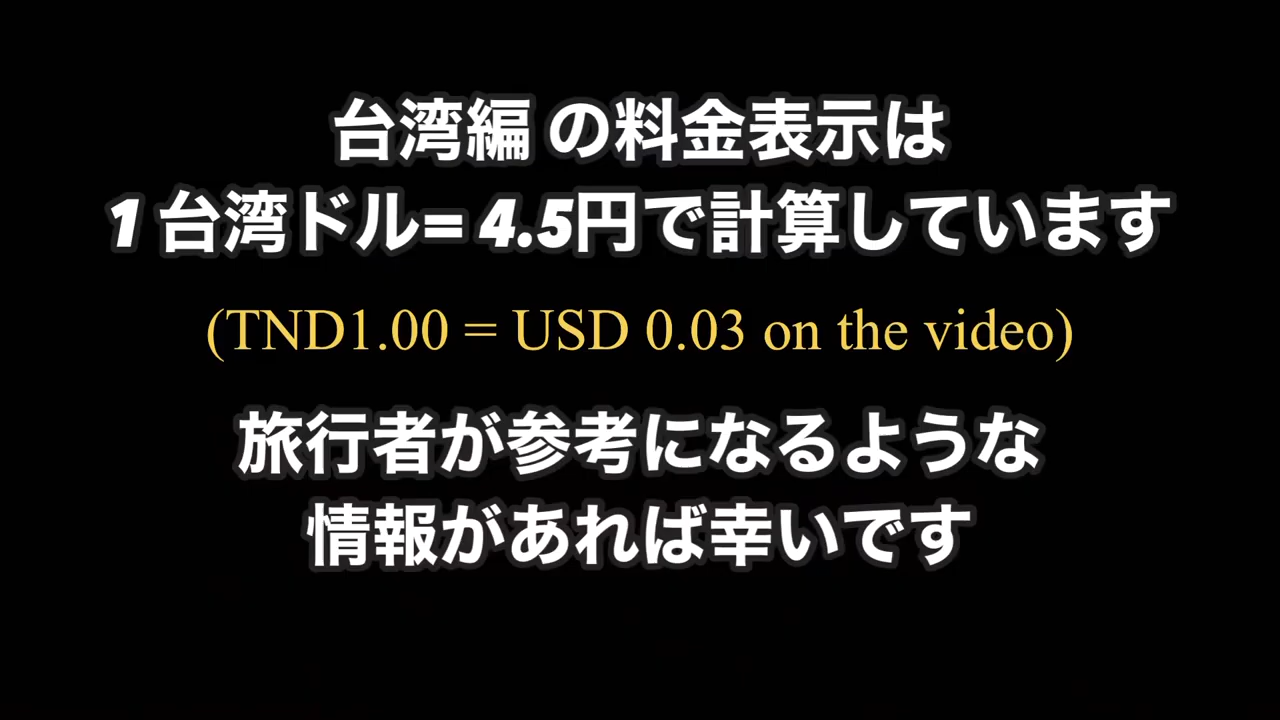 台湾編 の料金表示は
1 台湾ドル= 4.5円で計算しています
(TND1.00 = USD 0.03 on the video)
旅行者が参考になるような
情報があれば幸いです